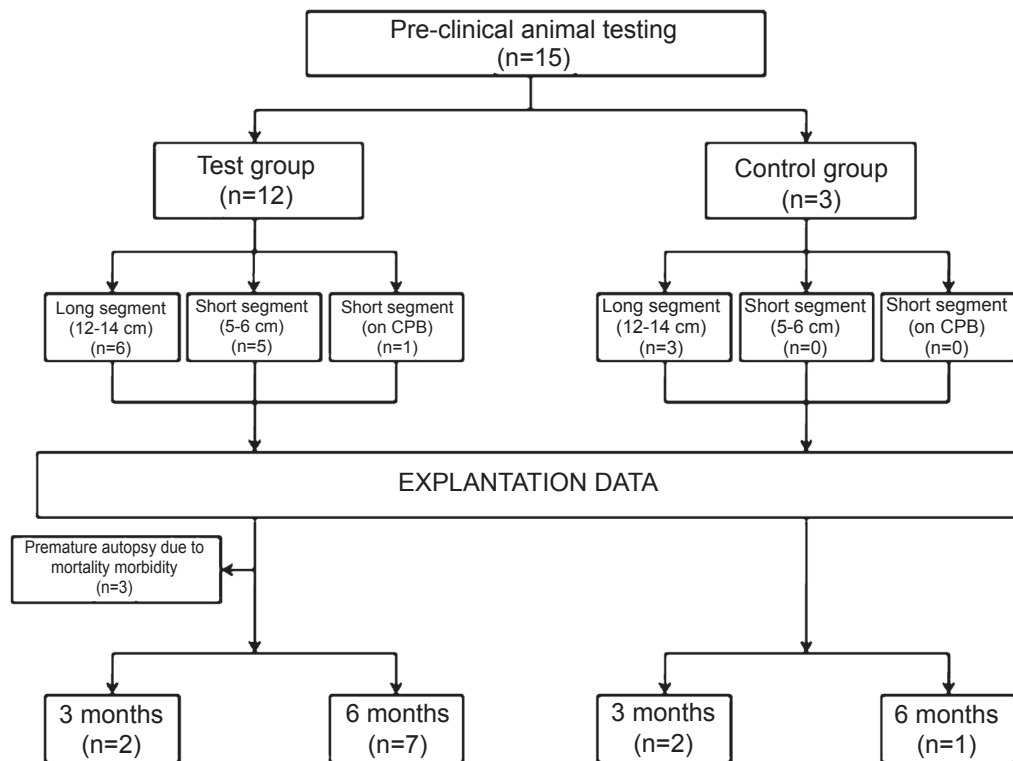 Pre-clinical animal testing
(n=15)
Test group
(n=12)
Control group
(n=3)
Long segment
(12-14 cm)
(n=6)
Short segment
(5-6 cm)
(n=5)
Short segment
(on CPB)
(n=1)
Long segment
(12-14 cm)
(n=3)
Short segment
(5-6 cm)
(n=0)
Short segment
(on CPB)
(n=0)
EXPLANTATION DATA
Premature autopsy due to
mortality morbidity
(n=3)
3 months
(n=2)
6 months
(n=7)
3 months
(n=2)
6 months
(n=1)